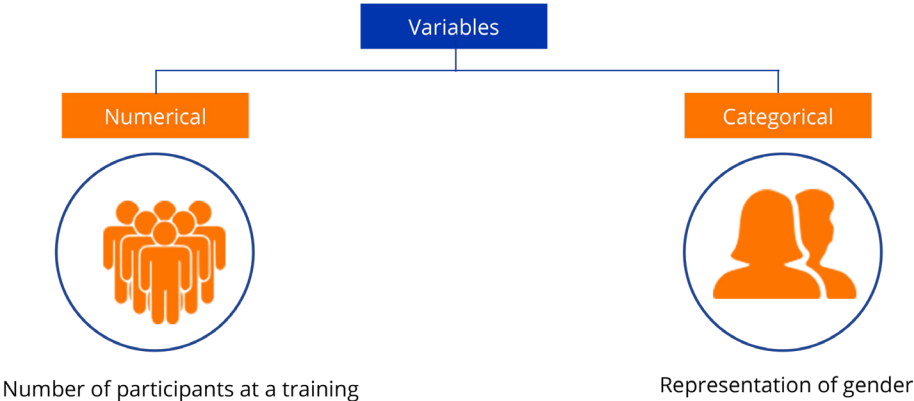 Variables
Numerical
Categorical
Number of participants at a training
Representation of gender